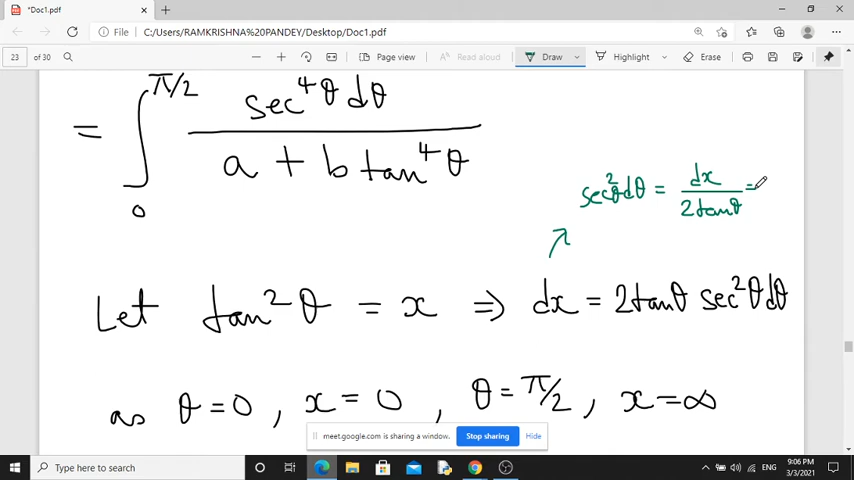 *Doc1.pdf
C:/Users/RAMKRISHNA%20PANDEY/Desktop/Doc1.pdf
23 of 30 Page view Read aloud Draw Highlight Erase
= ∫₀^{π/2} sec⁴θ dθ / (a + b tan⁴θ)
sec²θdθ = dx / 2tanθ =
Let tan²θ = x ⇒ dx = 2tanθ sec²θdθ
as θ = 0, x = 0, θ = π/2, x = ∞
meet.google.com is sharing a window. Stop sharing Hide
Type here to search
ENG
9:06 PM
3/3/2021